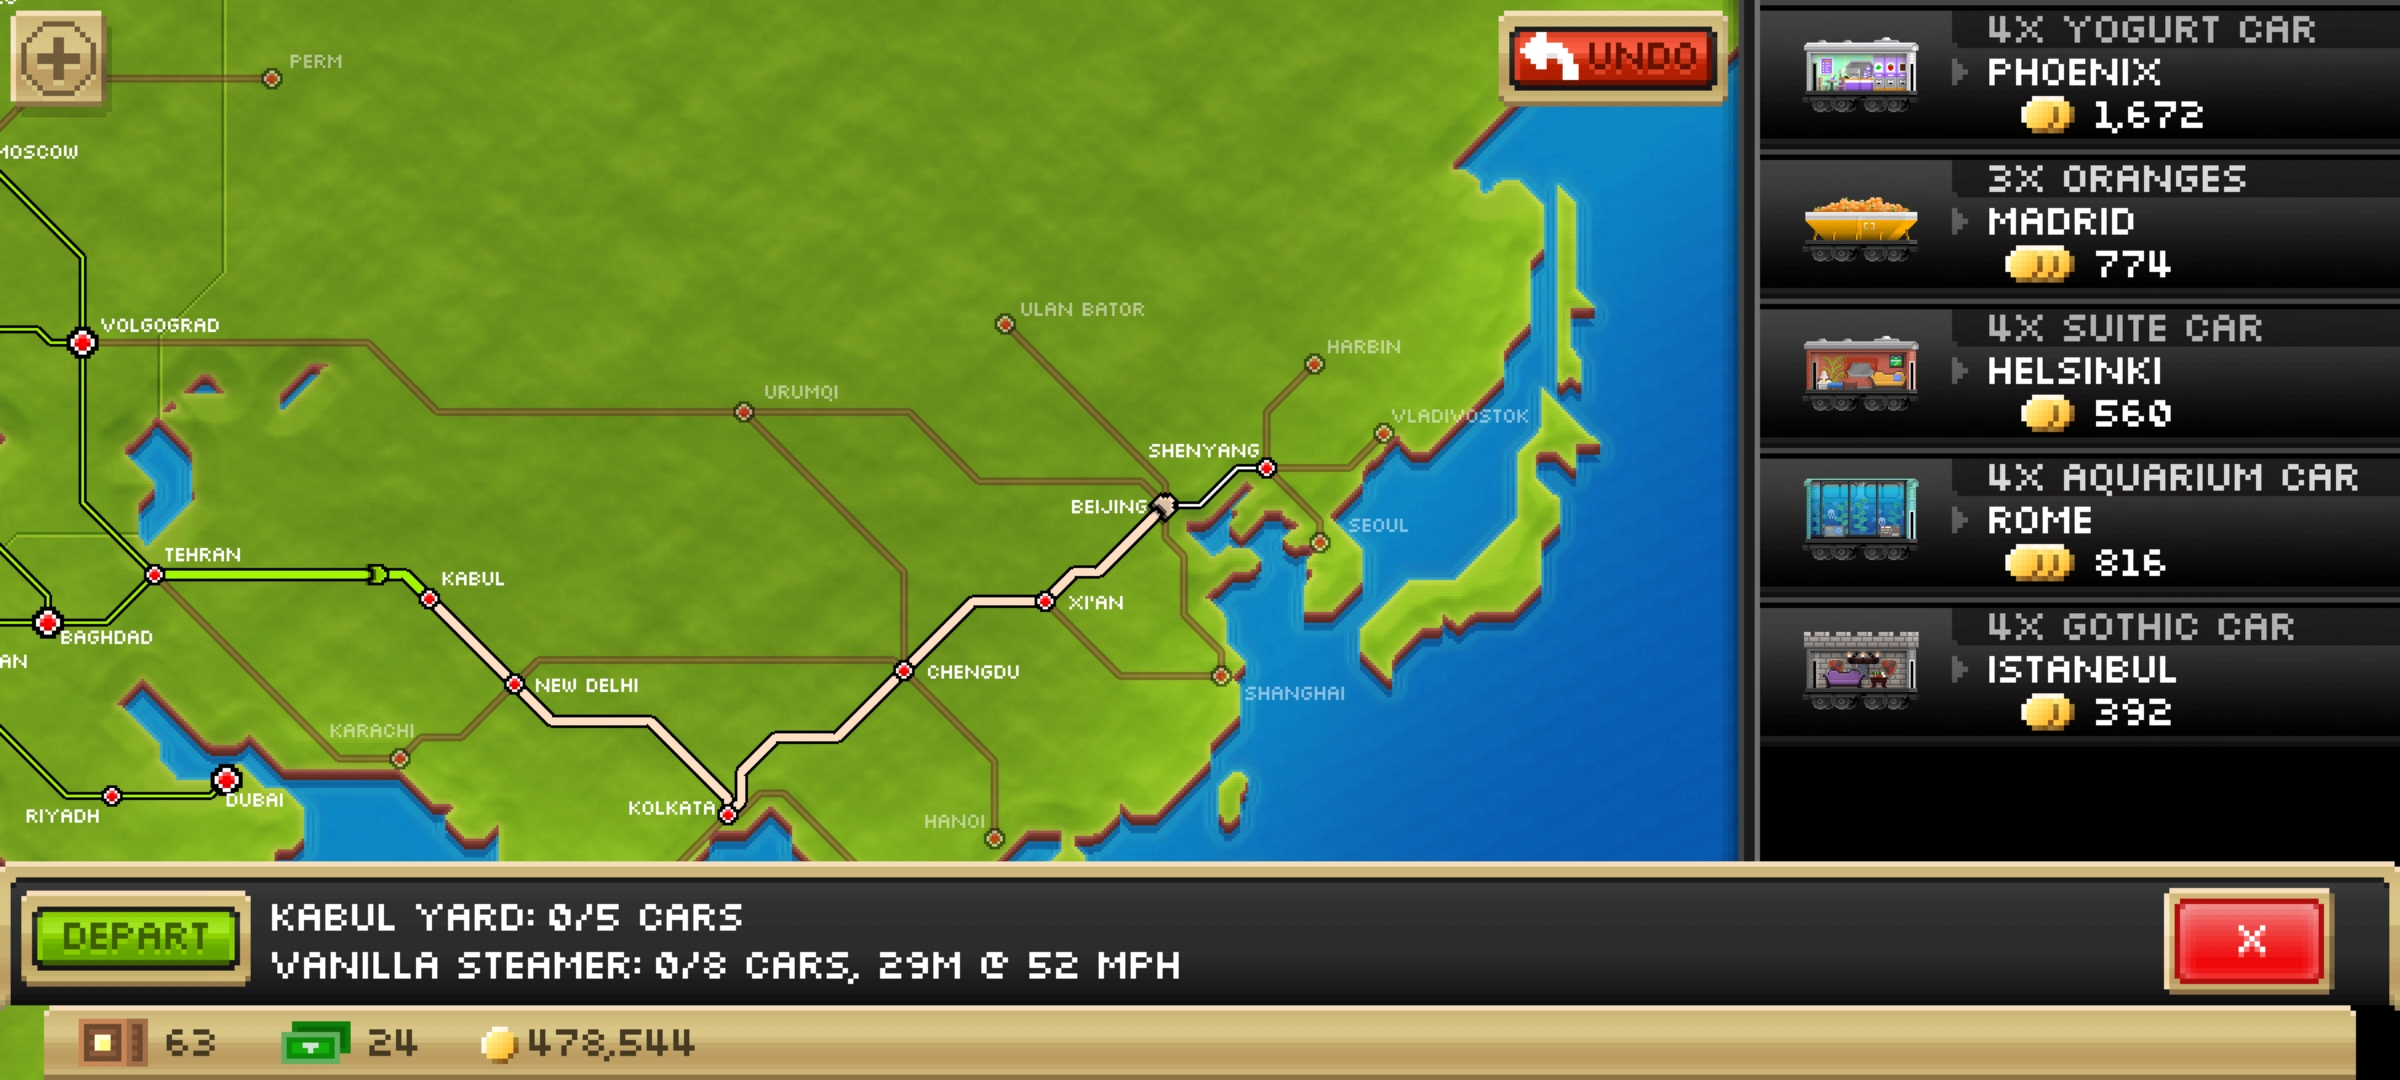 PERM
UNDO
MOSCOW
VOLGOGRAD
ULAN BATOR
HARBIN
URUMQI
VLADIVOSTOK
SHENYANG
BEIJING
SEOUL
TEHRAN
KABUL
XI'AN
BAGHDAD
AN
NEW DELHI
CHENGDU
SHANGHAI
KARACHI
DUBAI
RIYADH
KOLKATA
HANOI
4X YOGURT CAR
PHOENIX
1,672
3X ORANGES
MADRID
774
4X SUITE CAR
HELSINKI
560
4X AQUARIUM CAR
ROME
816
4X GOTHIC CAR
ISTANBUL
392
DEPART
KABUL YARD: 0/5 CARS
VANILLA STEAMER: 0/8 CARS, 29M @ 52 MPH
X
63
24
478,544